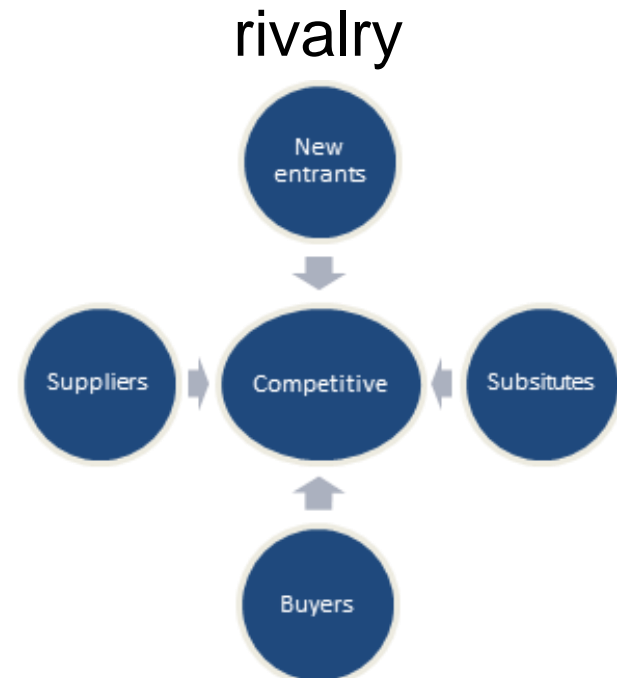 rivalry
New
entrants
Suppliers
Competitive
Subsitutes
Buyers